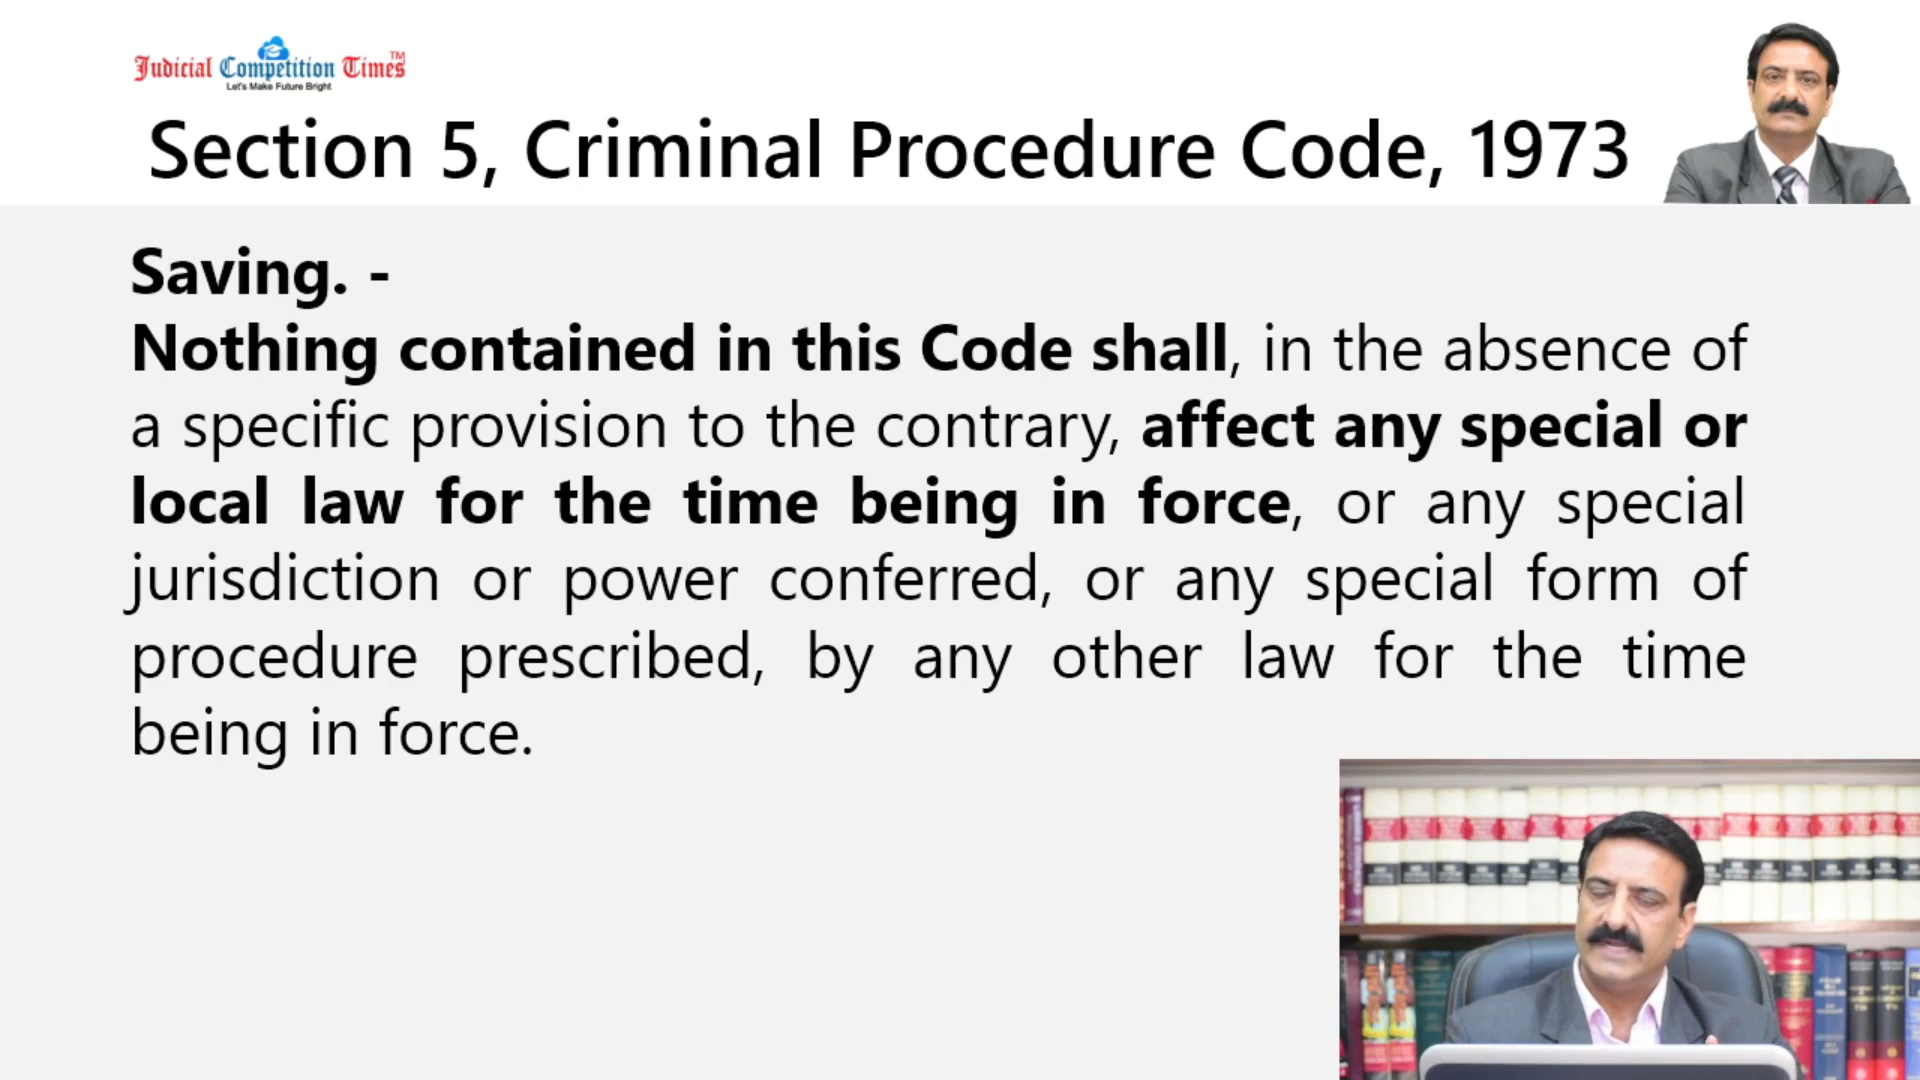 Judicial Competition Times™
Let's Make Future Bright
Section 5, Criminal Procedure Code, 1973
Saving. -
Nothing contained in this Code shall, in the absence of
a specific provision to the contrary, affect any special or
local law for the time being in force, or any special
jurisdiction or power conferred, or any special form of
procedure prescribed, by any other law for the time
being in force.